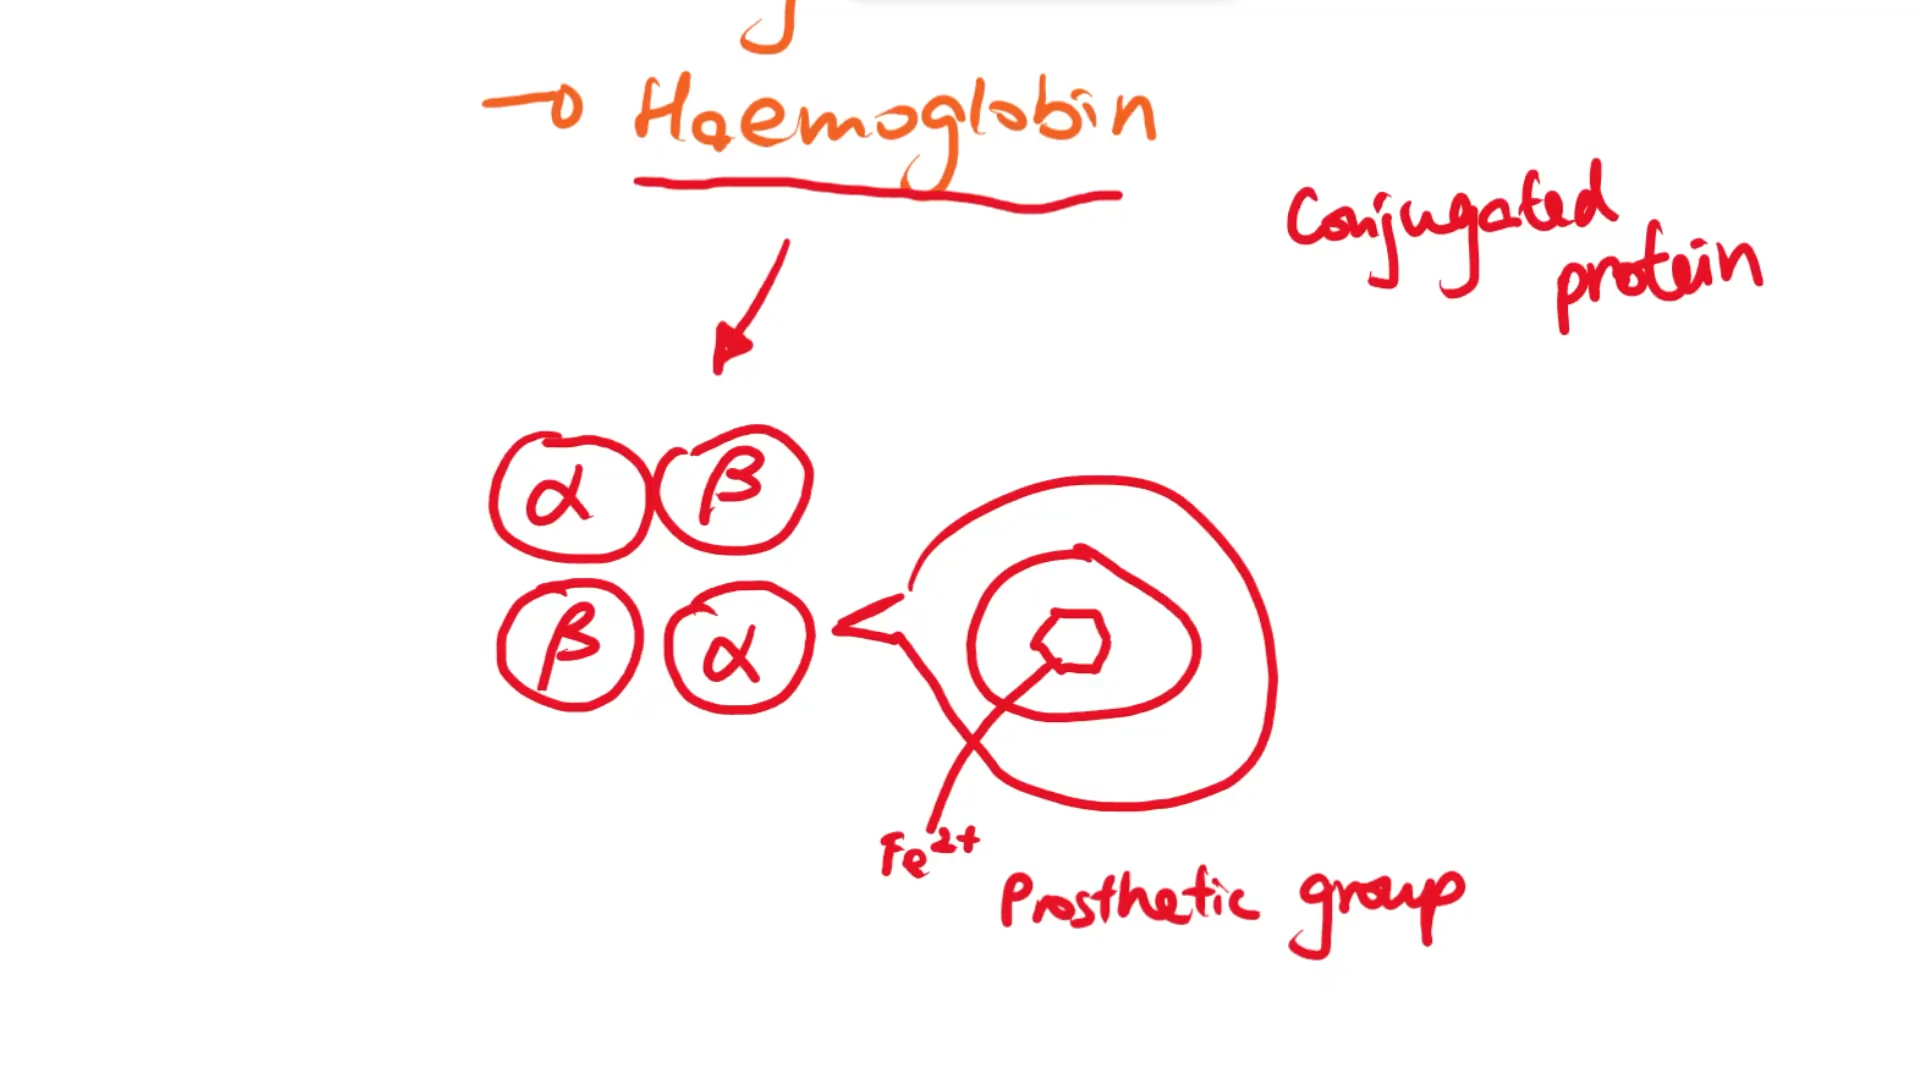 Haemoglobin
Conjugated
protein
α β
β α
Fe²⁺
Prosthetic group